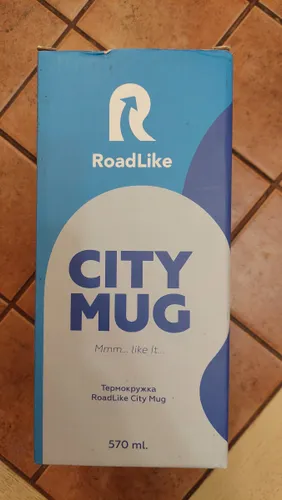 RoadLike
CITY
MUG
Mmm... like It...
Термокружка
RoadLike City Mug
570 ml.